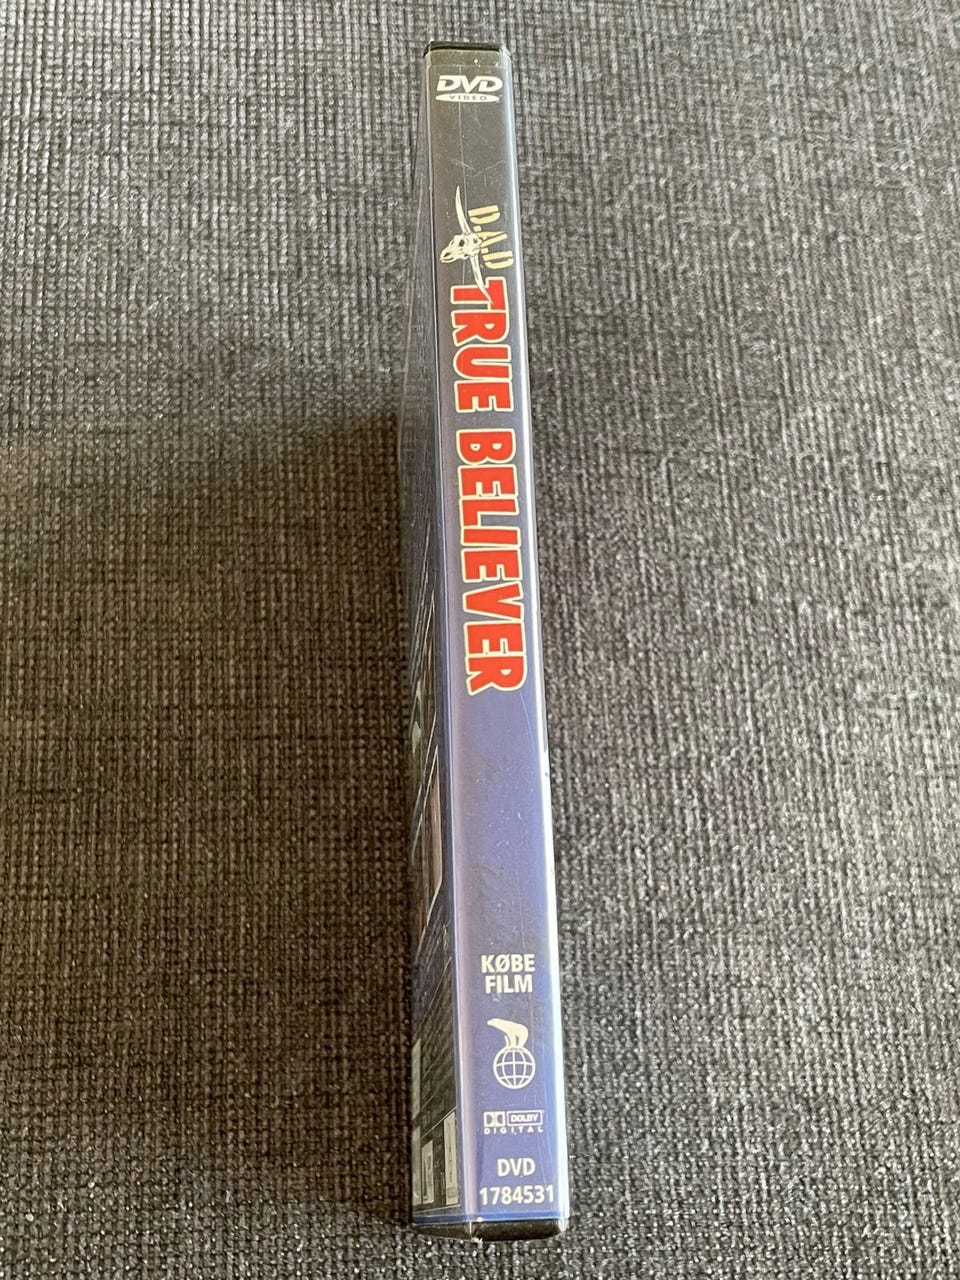 DVD
VIDEO
D.A.D
TRUE BELIEVER
KØBE
FILM
DOLBY
DIGITAL
DVD
1784531